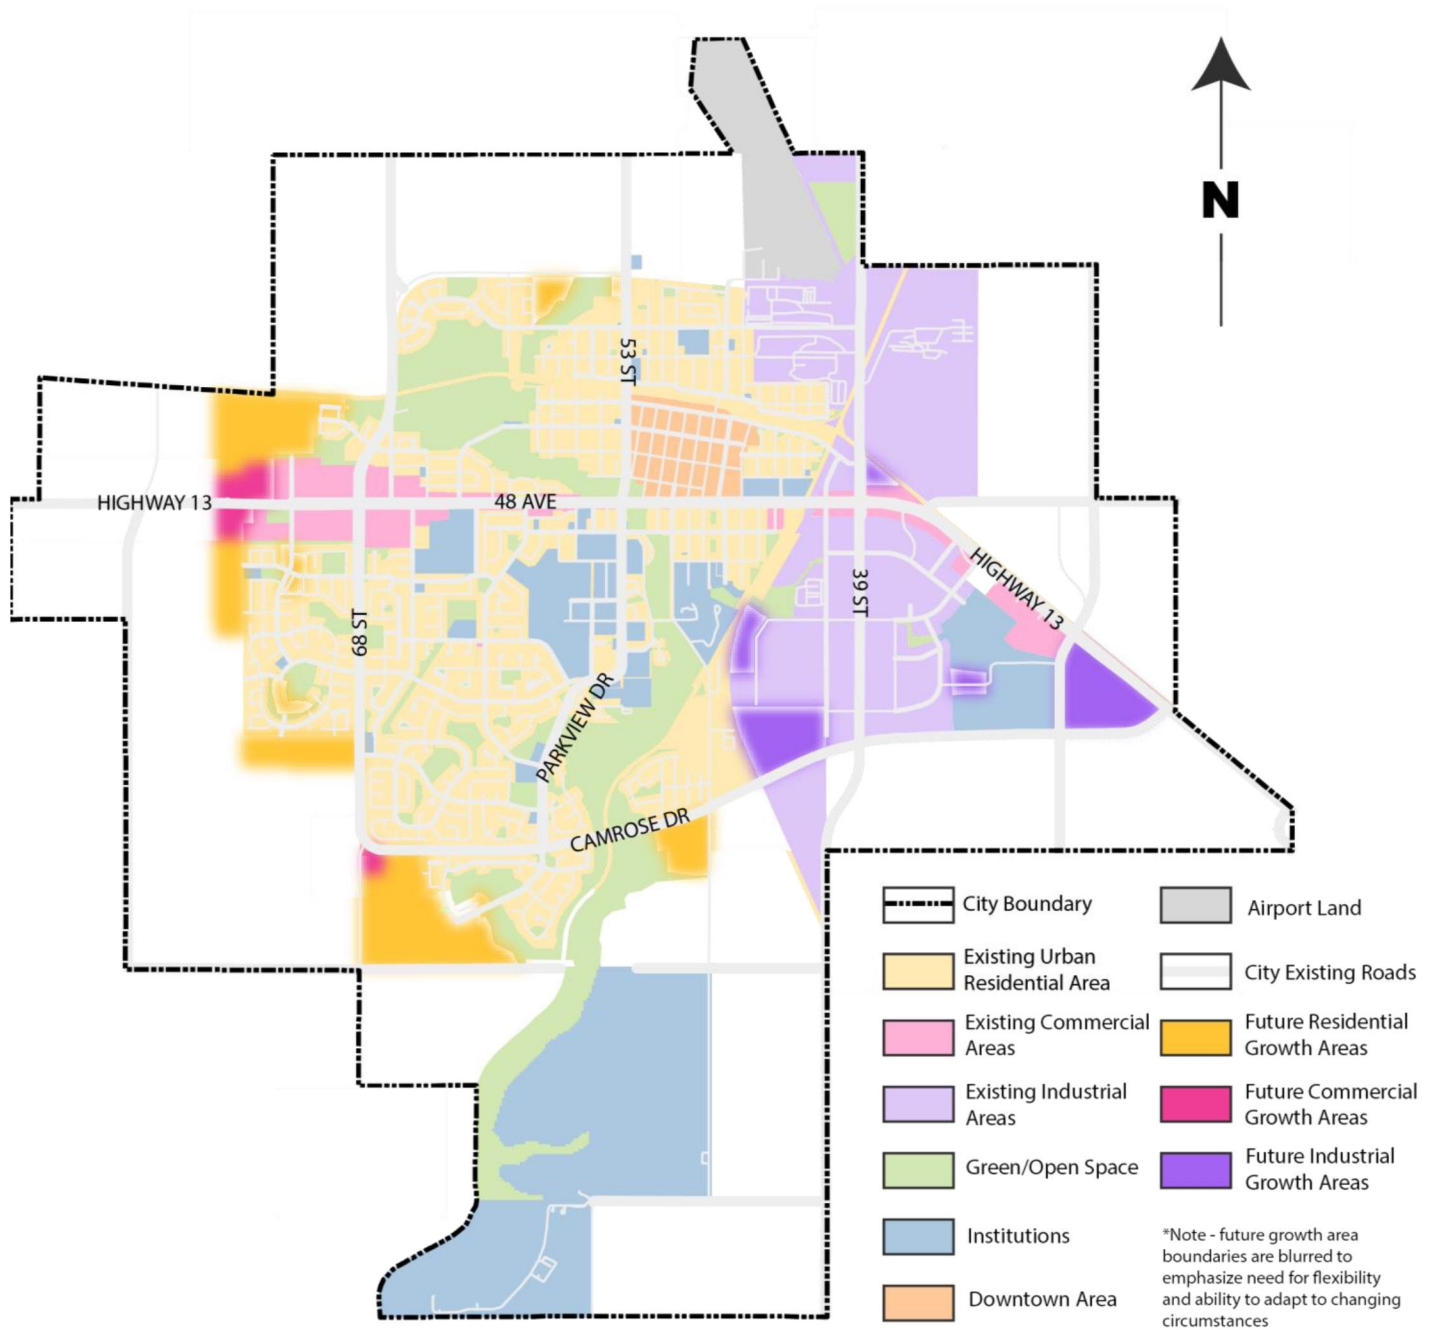 N
53 ST
HIGHWAY 13
48 AVE
HIGHWAY 13
39 ST
68 ST
PARKVIEW DR
CAMROSE DR
City Boundary
Existing Urban
Residential Area
Existing Commercial
Areas
Existing Industrial
Areas
Green/Open Space
Institutions
Downtown Area
Airport Land
City Existing Roads
Future Residential
Growth Areas
Future Commercial
Growth Areas
Future Industrial
Growth Areas
*Note - future growth area
boundaries are blurred to
emphasize need for flexibility
and ability to adapt to changing
circumstances